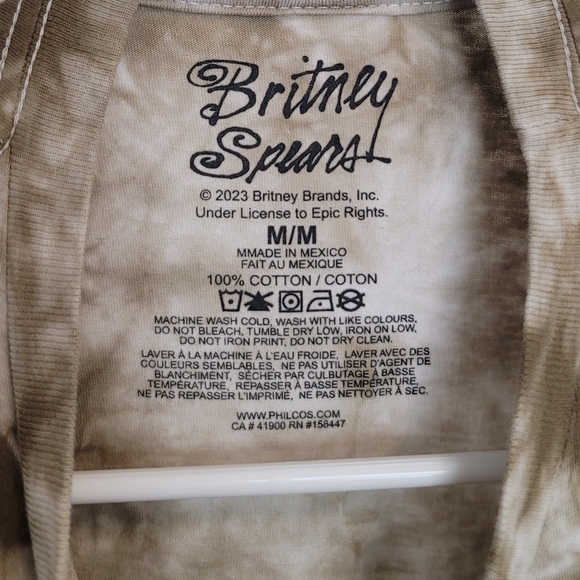 Britney
Spears
© 2023 Britney Brands, Inc.
Under License to Epic Rights.
M/M
MMADE IN MEXICO
FAIT AU MEXIQUE
100% COTTON / COTON
MACHINE WASH COLD, WASH WITH LIKE COLOURS,
DO NOT BLEACH, TUMBLE DRY LOW, IRON ON LOW,
DO NOT IRON PRINT, DO NOT DRY CLEAN.
LAVER À LA MACHINE À L'EAU FROIDE, LAVER AVEC DES
COULEURS SEMBLABLES, NE PAS UTILISER D'AGENT DE
BLANCHIMENT, SÉCHER PAR CULBUTAGE À BASSE
TEMPÉRATURE, REPASSER À BASSE TEMPÉRATURE,
NE PAS REPASSER L'IMPRIMÉ, NE PAS NETTOYER À SEC.
WWW.PHILCOS.COM
CA # 41900 RN #158447